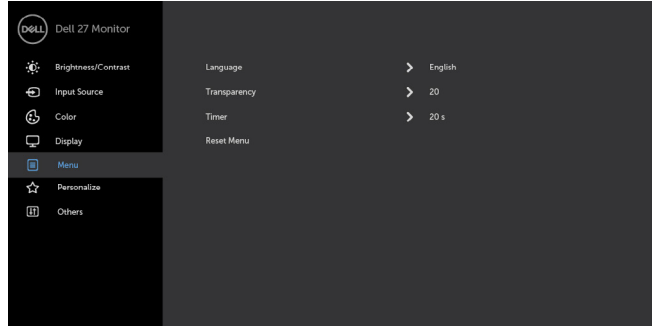 DELL Dell 27 Monitor
Brightness/Contrast
Input Source
Color
Display
Menu
Personalize
Others
Language > English
Transparency > 20
Timer > 20 s
Reset Menu